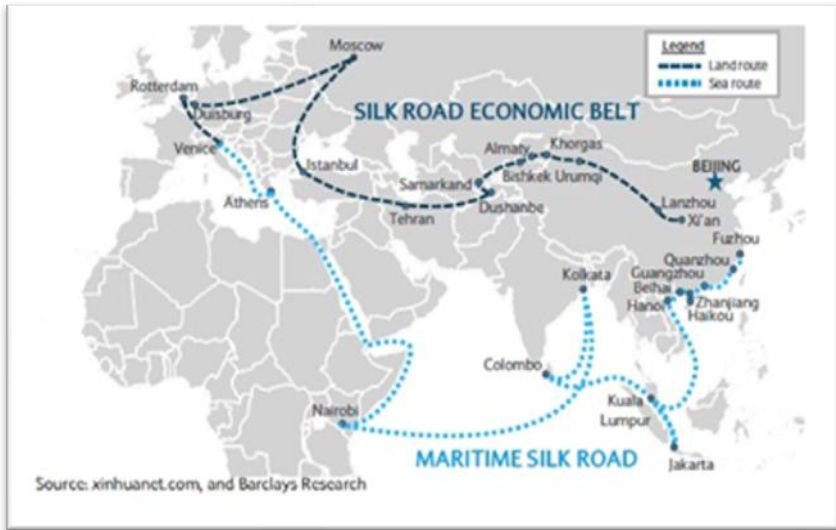 Moscow
Legend
Land route
Sea route
Rotterdam
Duisburg
SILK ROAD ECONOMIC BELT
Venice
Almaty
Khorgas
Istanbul
BEIJING
Samarkand
Bishkek Urumqi
Athens
Lanzhou
Dushanbe
Tehran
Xi'an
Fuzhou
Quanzhou
Kolkata
Guangzhou
Beihai
Hanoi
Zhanjiang
Haikou
Colombo
Kuala
Lumpur
Nairobi
MARITIME SILK ROAD
Jakarta
Source: xinhuanet.com, and Barclays Research